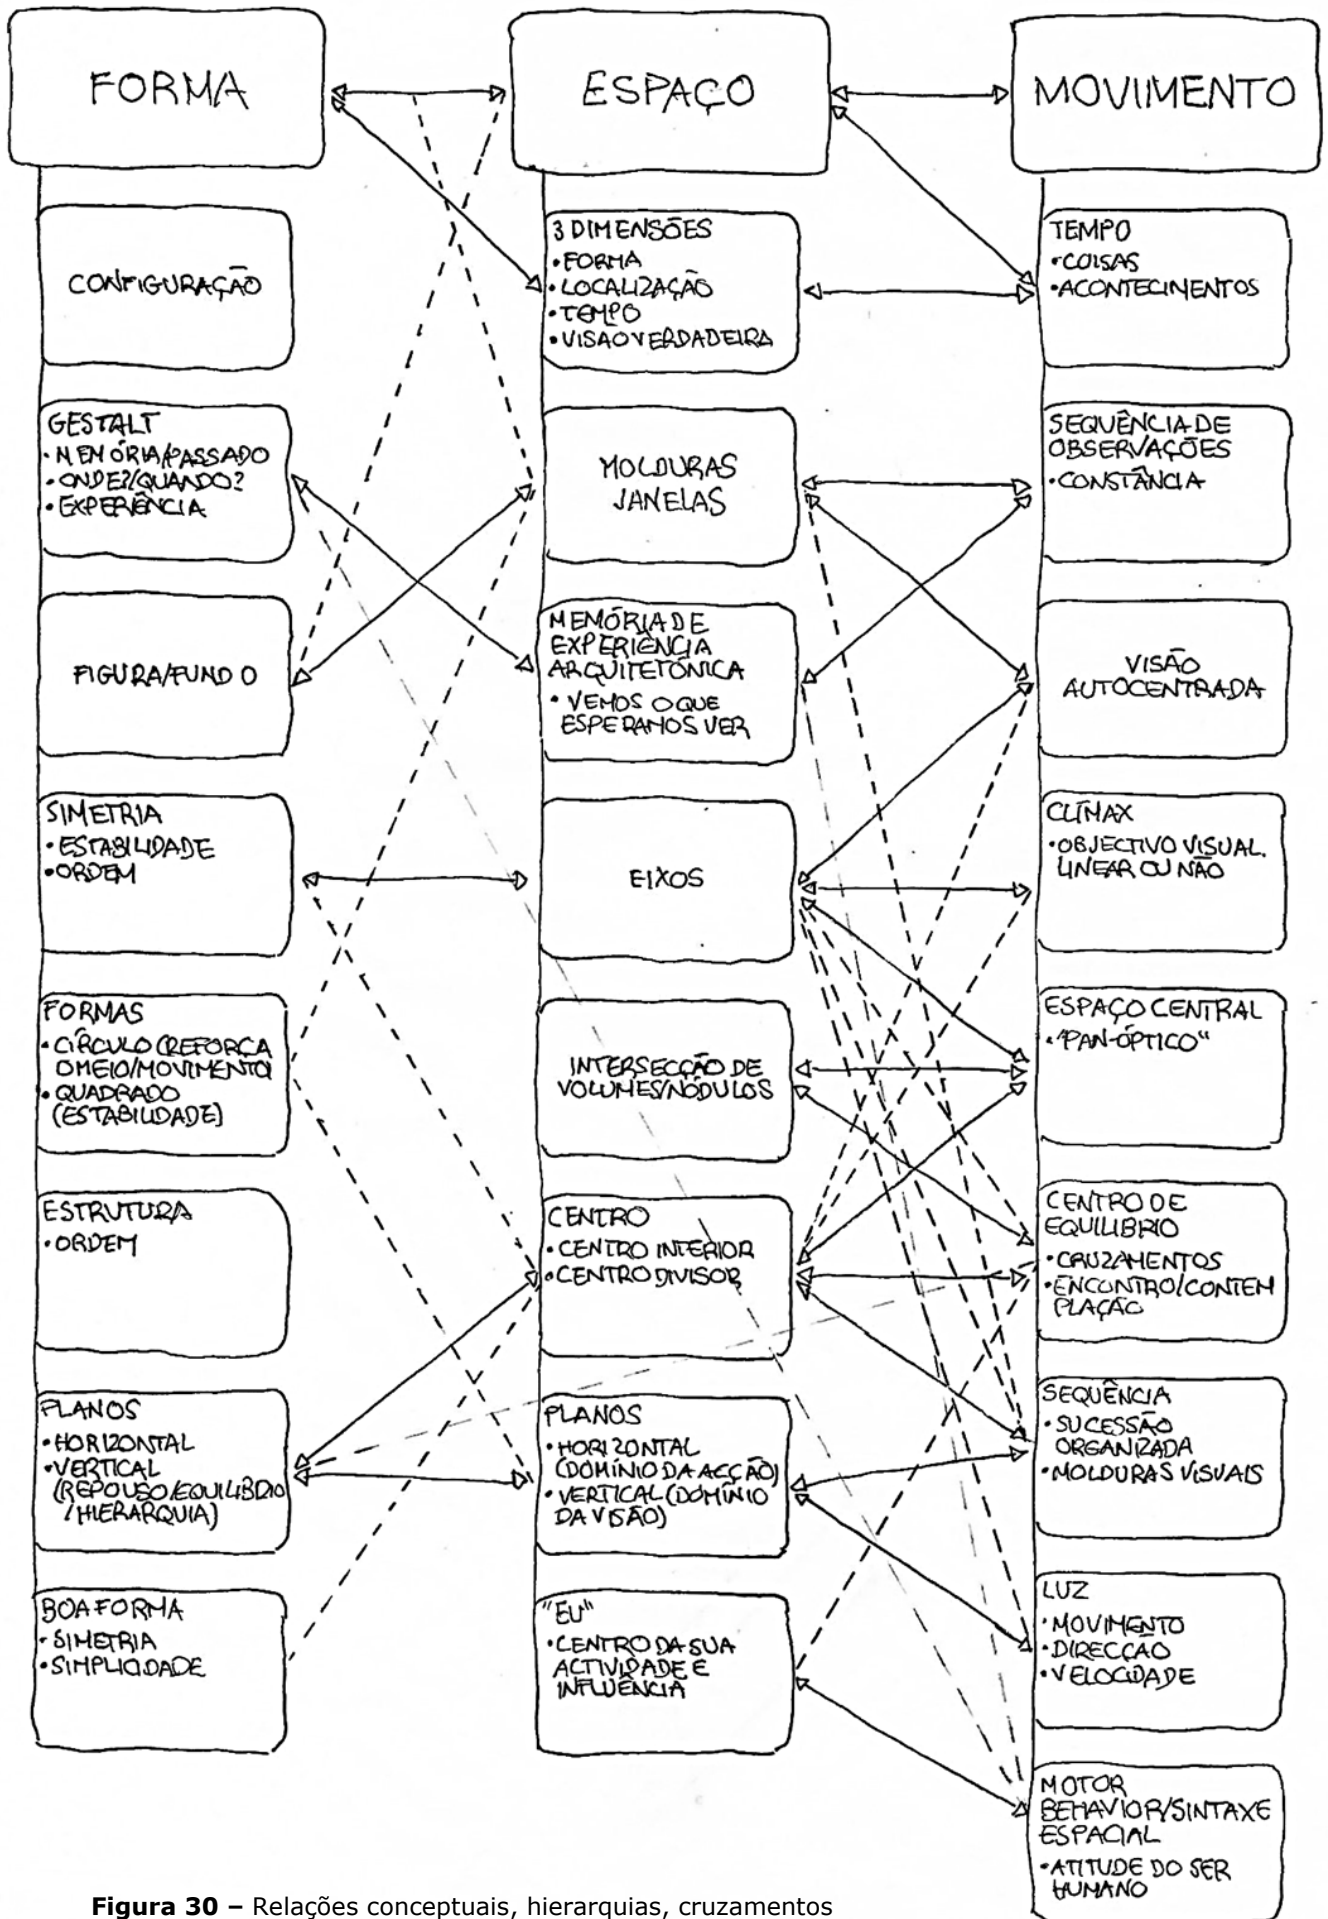 FORMA
CONFIGURAÇÃO
GESTALT
• MEMÓRIA/PASSADO
• ONDE?/QUANDO?
• EXPERIÊNCIA
FIGURA/FUNDO
SIMETRIA
• ESTABILIDADE
• ORDEM
FORMAS
• CÍRCULO (REFORÇA
O MEIO/MOVIMENTO)
• QUADRADO
(ESTABILIDADE)
ESTRUTURA
• ORDEM
PLANOS
• HORIZONTAL
• VERTICAL
(REPOUSO/EQUILÍBRIO
/HIERARQUIA)
BOA FORMA
• SIMETRIA
• SIMPLICIDADE
ESPAÇO
3 DIMENSÕES
• FORMA
• LOCALIZAÇÃO
• TEMPO
• VISÃO VERDADEIRA
MOLDURAS
JANELAS
MEMÓRIA DE
EXPERIÊNCIA
ARQUITETÓNICA
• VEMOS O QUE
ESPERAMOS VER
EIXOS
INTERSECÇÃO DE
VOLUMES/NÓDULOS
CENTRO
• CENTRO INTERIOR
• CENTRO DIVISOR
PLANOS
• HORIZONTAL
(DOMÍNIO DA ACÇÃO)
• VERTICAL (DOMÍNIO
DA VISÃO)
"EU"
• CENTRO DA SUA
ACTIVIDADE E
INFLUÊNCIA
MOVIMENTO
TEMPO
• COISAS
• ACONTECIMENTOS
SEQUÊNCIA DE
OBSERVAÇÕES
• CONSTÂNCIA
VISÃO
AUTOCENTRADA
CLÍMAX
• OBJECTIVO VISUAL.
LINEAR OU NÃO
ESPAÇO CENTRAL
• "PAN-ÓPTICO"
CENTRO DE
EQUILIBRIO
• CRUZAMENTOS
• ENCONTRO/CONTEM
PLAÇÃO
SEQUÊNCIA
• SUCESSÃO
ORGANIZADA
• MOLDURAS VISUAIS
LUZ
• MOVIMENTO
• DIRECÇÃO
• VELOCIDADE
MOTOR
BEHAVIOR/SINTAXE
ESPACIAL
• ATITUDE DO SER
HUMANO
Figura 30 – Relações conceptuais, hierarquias, cruzamentos